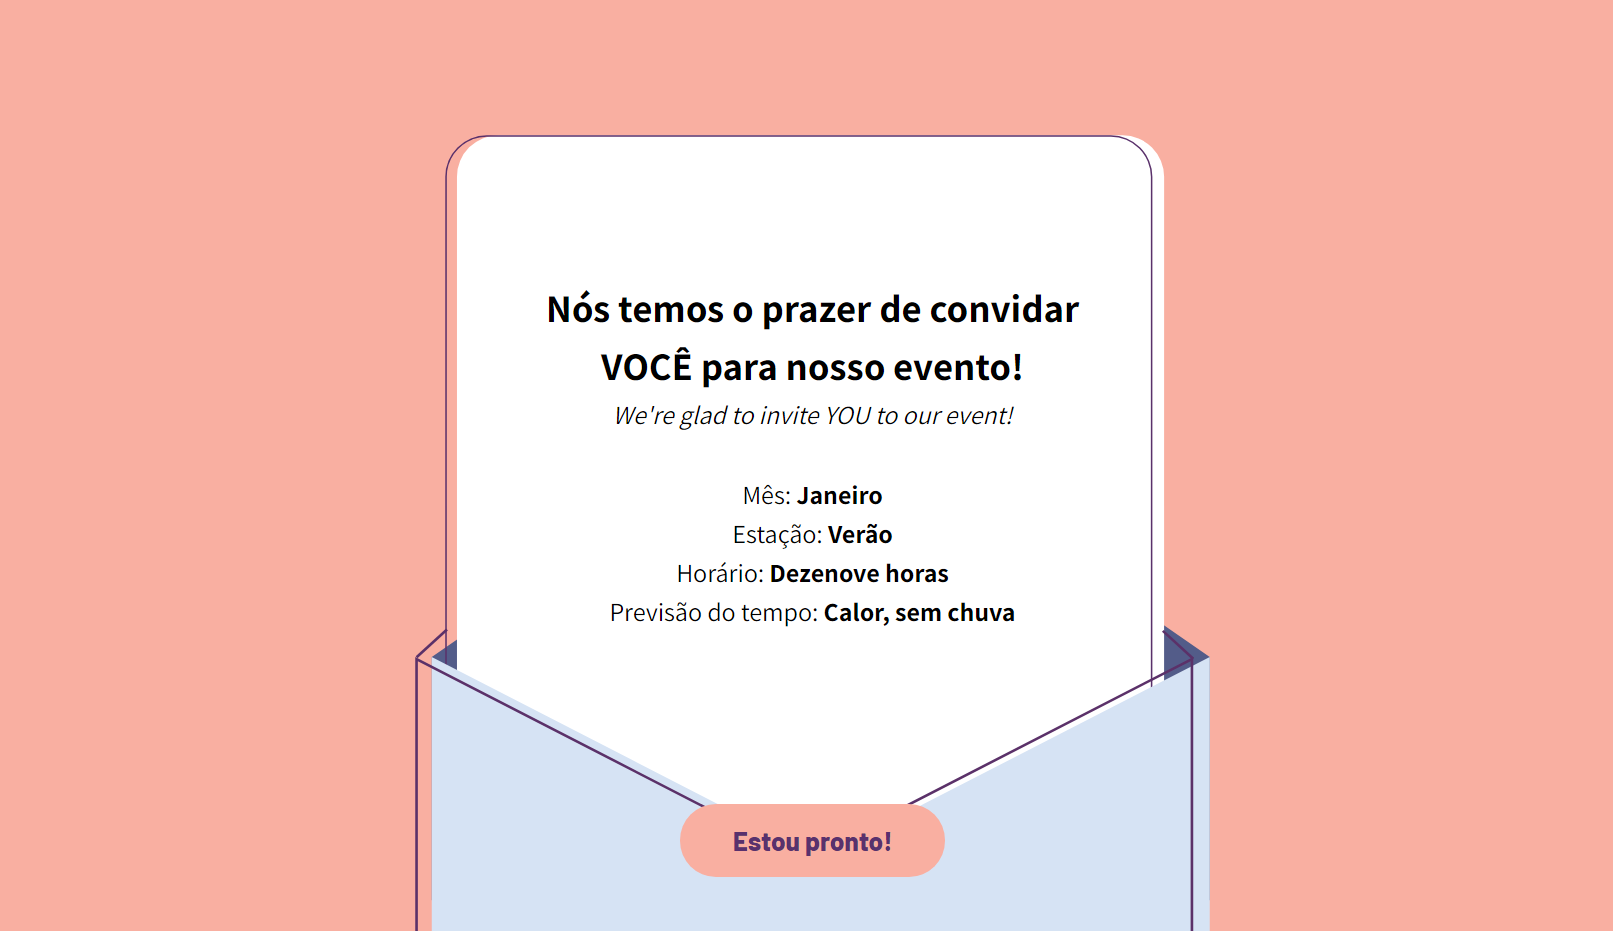 Nós temos o prazer de convidar
VOCÊ para nosso evento!
We're glad to invite YOU to our event!
Mês: Janeiro
Estação: Verão
Horário: Dezenove horas
Previsão do tempo: Calor, sem chuva
Estou pronto!